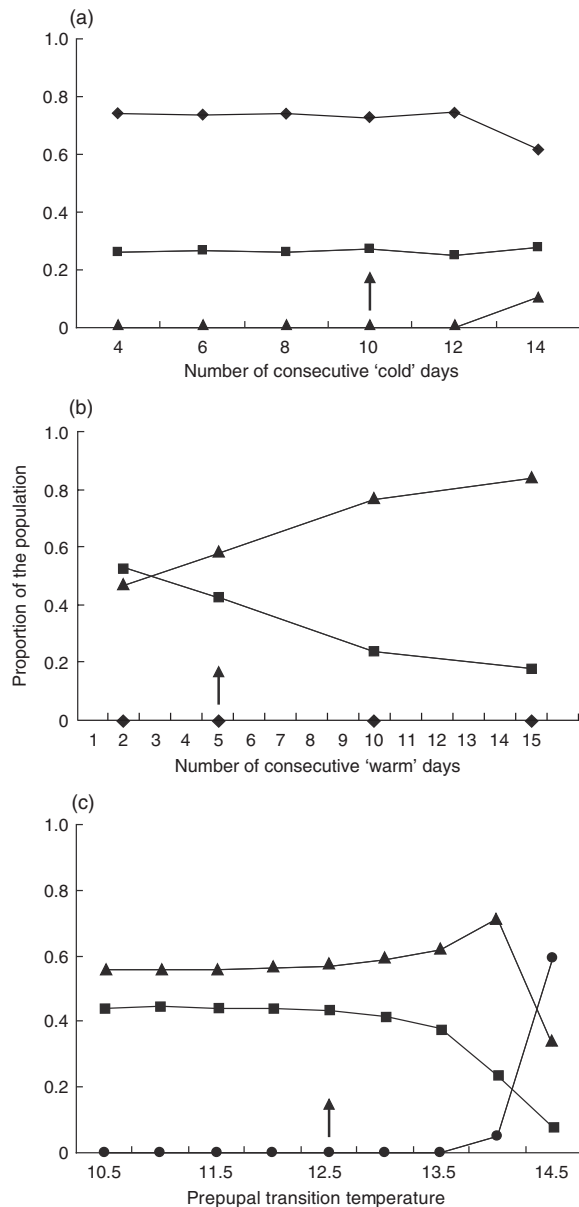 (a)
1.0
0.8
0.6
0.4
0.2
0
4 6 8 10 12 14
Number of consecutive ‘cold’ days
(b)
1.0
0.8
0.6
0.4
0.2
0
1 2 3 4 5 6 7 8 9 10 11 12 13 14 15
Number of consecutive ‘warm’ days
Proportion of the population
(c)
1.0
0.8
0.6
0.4
0.2
0
10.5 11.5 12.5 13.5 14.5
Prepupal transition temperature